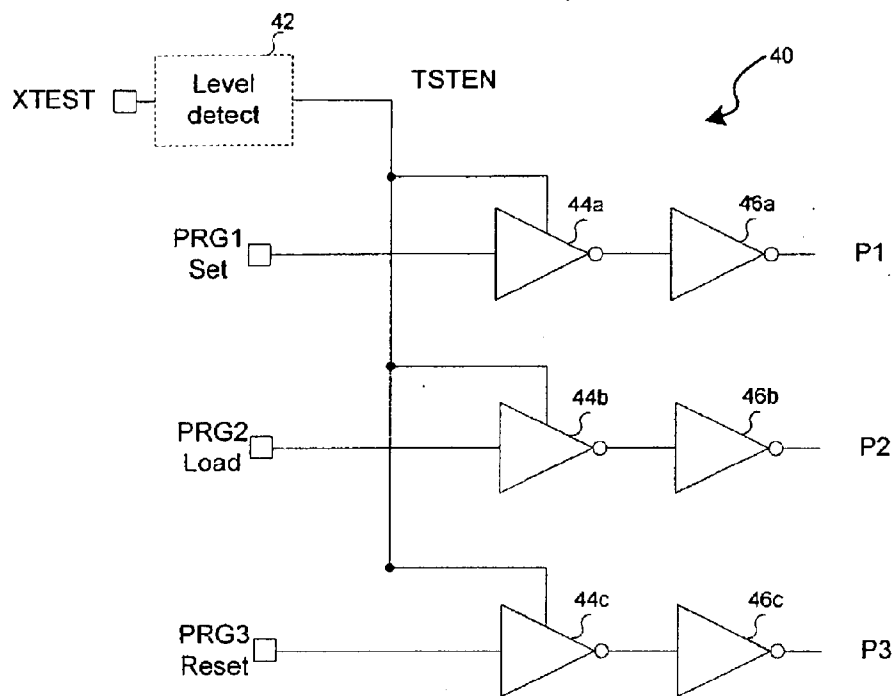 42
40
XTEST
Level
detect
TSTEN
44a
46a
PRG1
Set
P1
44b
46b
PRG2
Load
P2
44c
46c
PRG3
Reset
P3